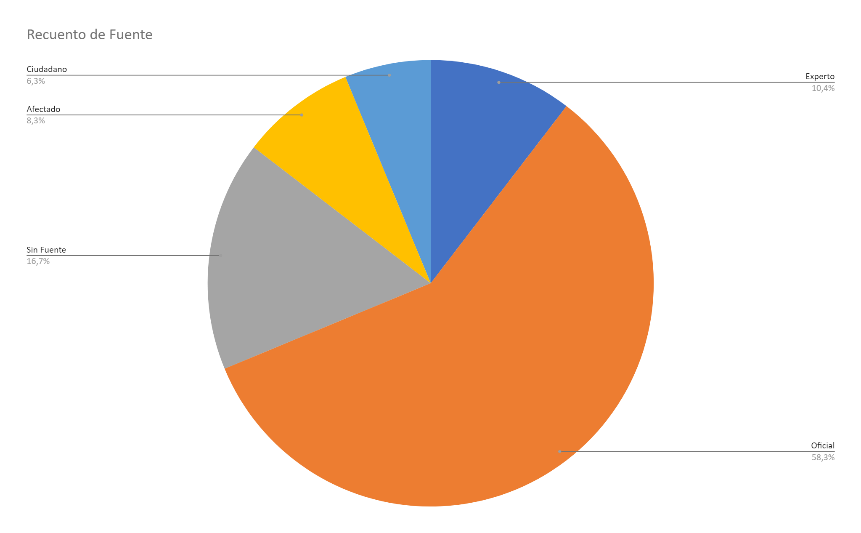 Recuento de Fuente
Ciudadano
6,3%
Experto
10,4%
Afectado
8,3%
Sin Fuente
16,7%
Oficial
58,3%